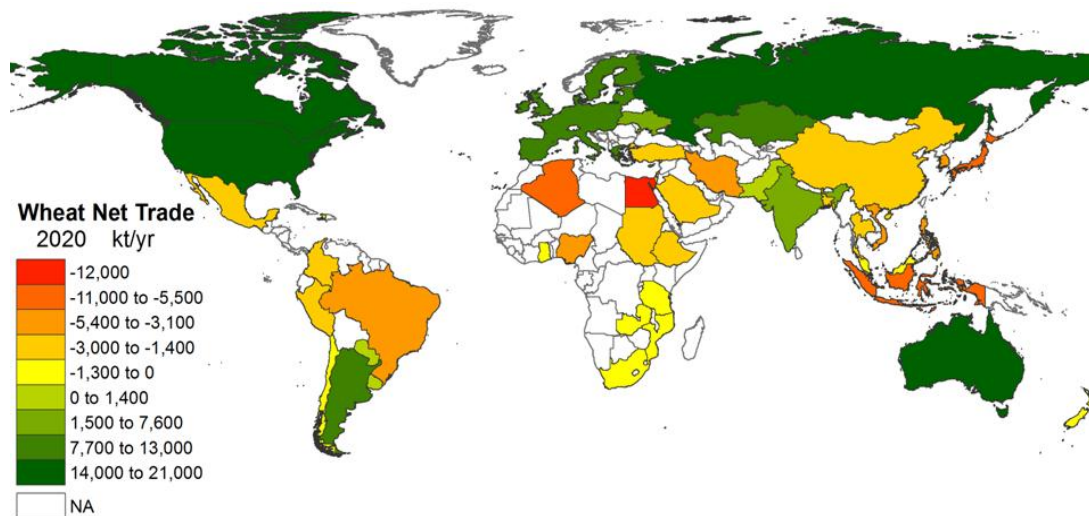 Wheat Net Trade
2020 kt/yr
-12,000
-11,000 to -5,500
-5,400 to -3,100
-3,000 to -1,400
-1,300 to 0
0 to 1,400
1,500 to 7,600
7,700 to 13,000
14,000 to 21,000
NA